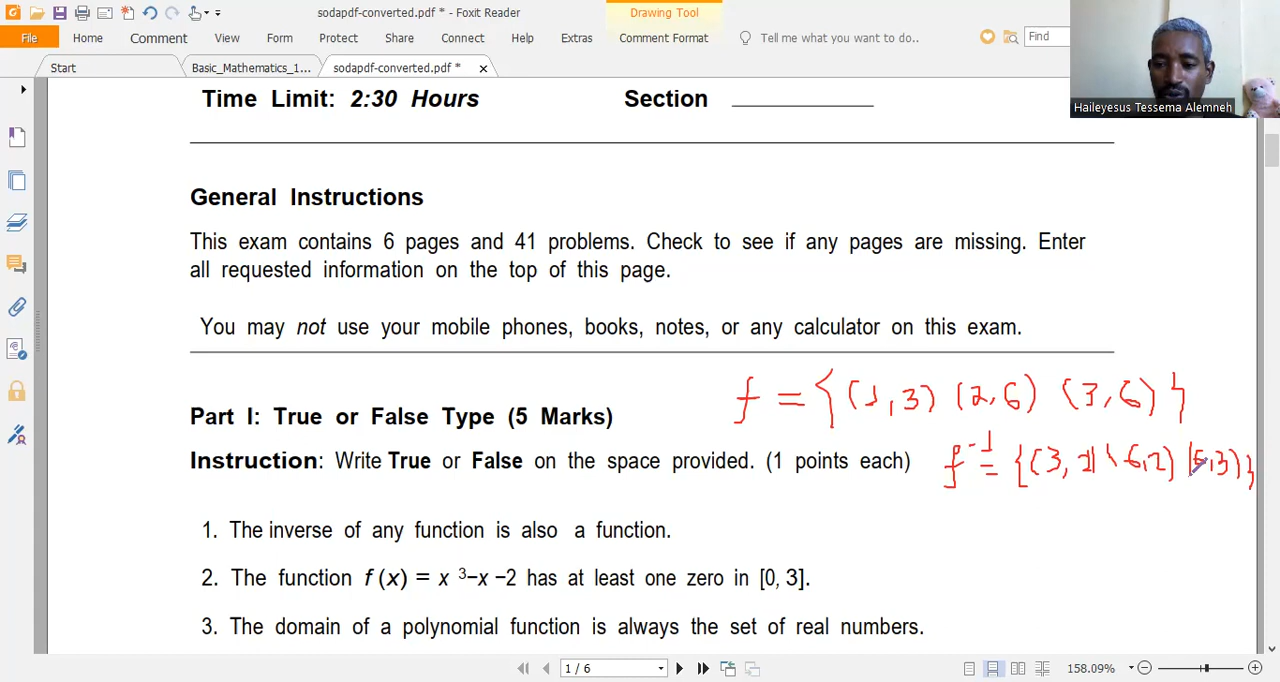 sodapdf-converted.pdf * - Foxit Reader
Drawing Tool
File Home Comment View Form Protect Share Connect Help Extras Comment Format Tell me what you want to do.. Find
Start Basic_Mathematics_1... sodapdf-converted.pdf *
Haileyesus Tessema Alemneh
Time Limit: 2:30 Hours Section
General Instructions
This exam contains 6 pages and 41 problems. Check to see if any pages are missing. Enter
all requested information on the top of this page.
You may not use your mobile phones, books, notes, or any calculator on this exam.
f = {(1,3) (2,6) (3,6)}
Part I: True or False Type (5 Marks)
Instruction: Write True or False on the space provided. (1 points each)
f⁻¹ = {(3,1) (6,2) (6,3)}
1. The inverse of any function is also a function.
2. The function f (x) = x ³−x −2 has at least one zero in [0, 3].
3. The domain of a polynomial function is always the set of real numbers.
1 / 6 158.09%